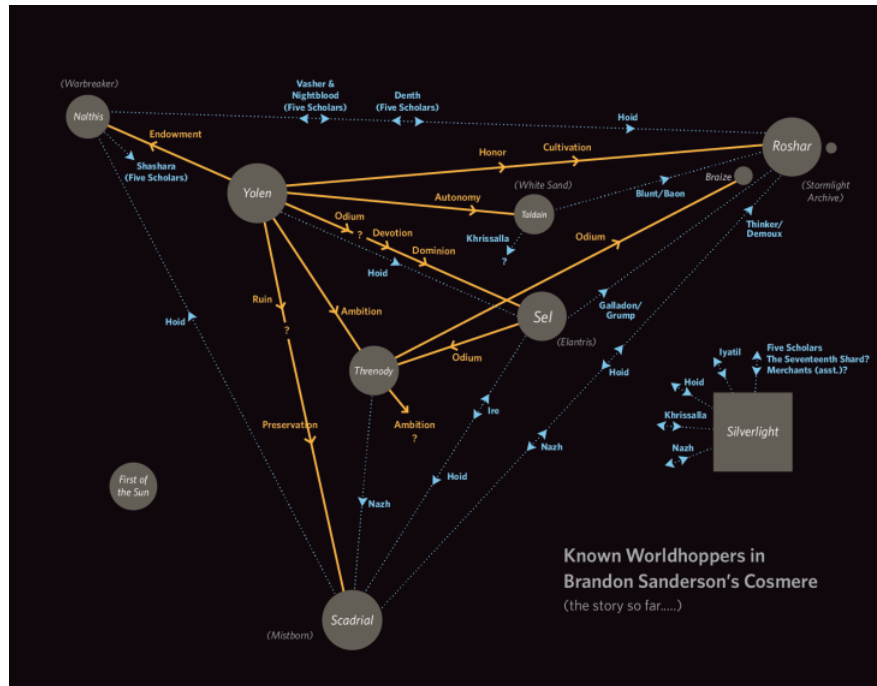 (Warbreaker)
Nalthis
Vasher &
Nightblood
(Five Scholars)
Denth
(Five Scholars)
Hoid
Endowment
Shashara
(Five Scholars)
Yolen
Honor
Cultivation
Roshar
(Stormlight
Archive)
Braize
Autonomy
(White Sand)
Taldain
Blunt/Baon
Khrissalla
?
Thinker/
Demoux
Odium
?
Devotion
Dominion
Hoid
Odium
Ruin
?
Ambition
Sel
(Elantris)
Galladon/
Grump
Hoid
Odium
Threnody
Ambition
?
Hoid
Ire
Preservation
Nazh
Hoid
Nazh
Iyatil
Five Scholars
The Seventeenth Shard?
Merchants (asst.)?
Hoid
Khrissalla
Nazh
Silverlight
First of
the Sun
Scadrial
(Mistborn)
Known Worldhoppers in
Brandon Sanderson's Cosmere
(the story so far.....)